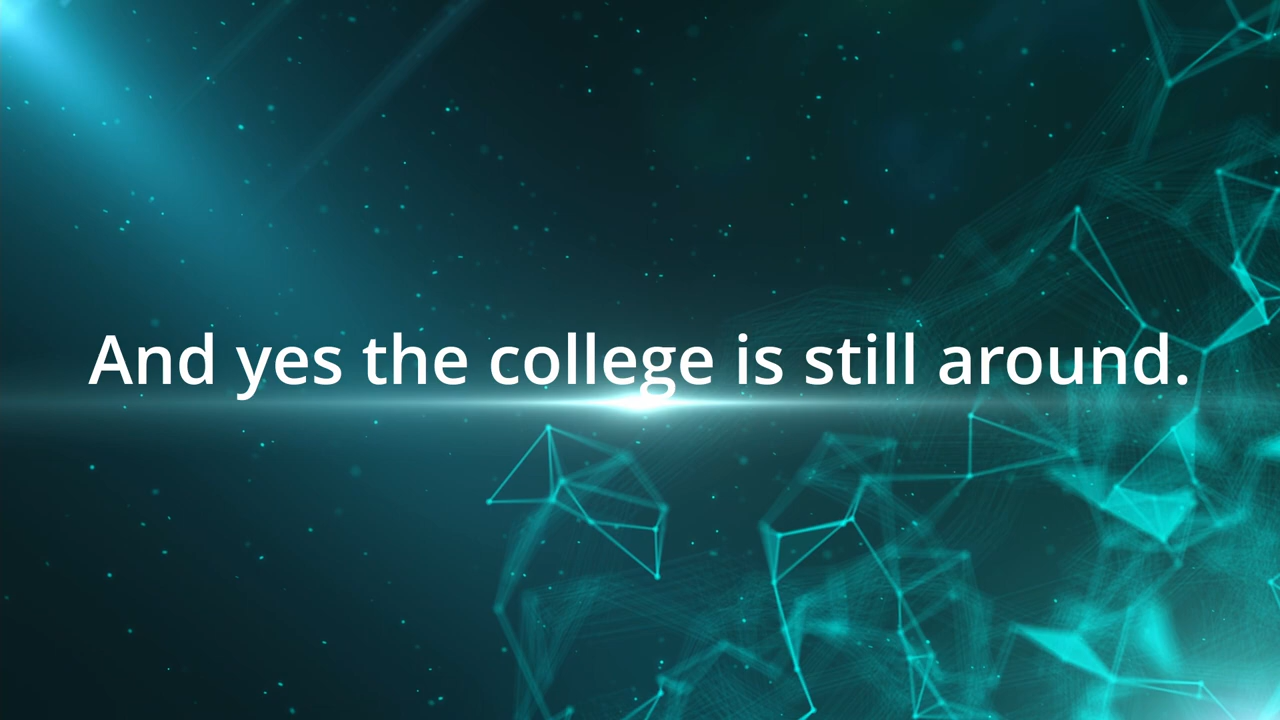 And yes the college is still around.